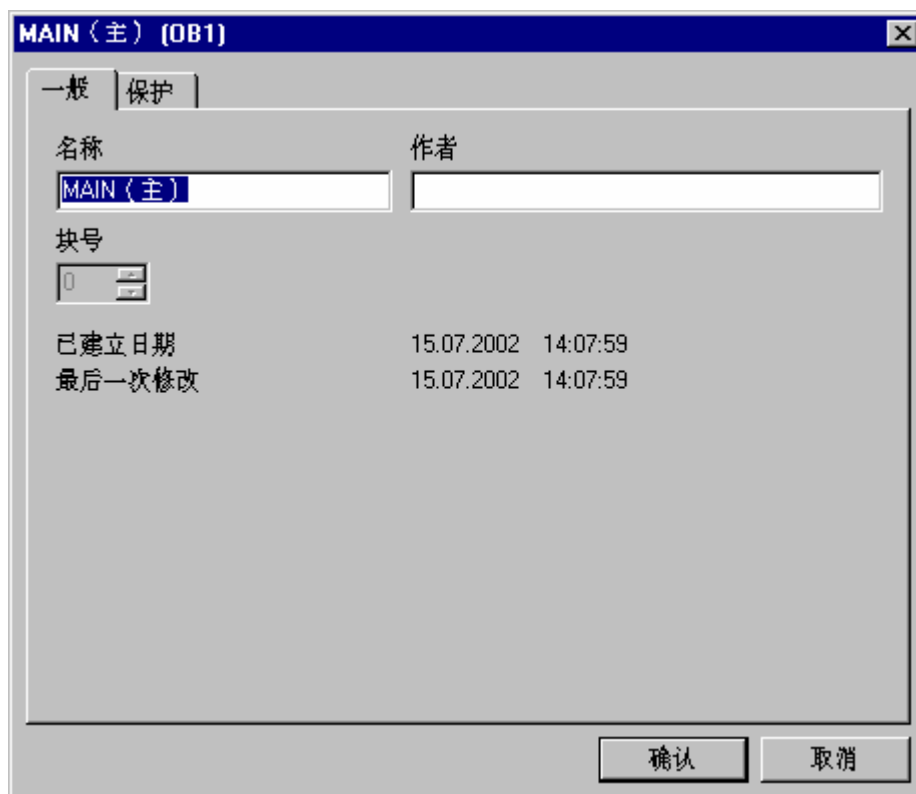 MAIN（主） (OB1)
一般 保护
名称 作者
MAIN（主）
块号
0
已建立日期 15.07.2002 14:07:59
最后一次修改 15.07.2002 14:07:59
确认 取消